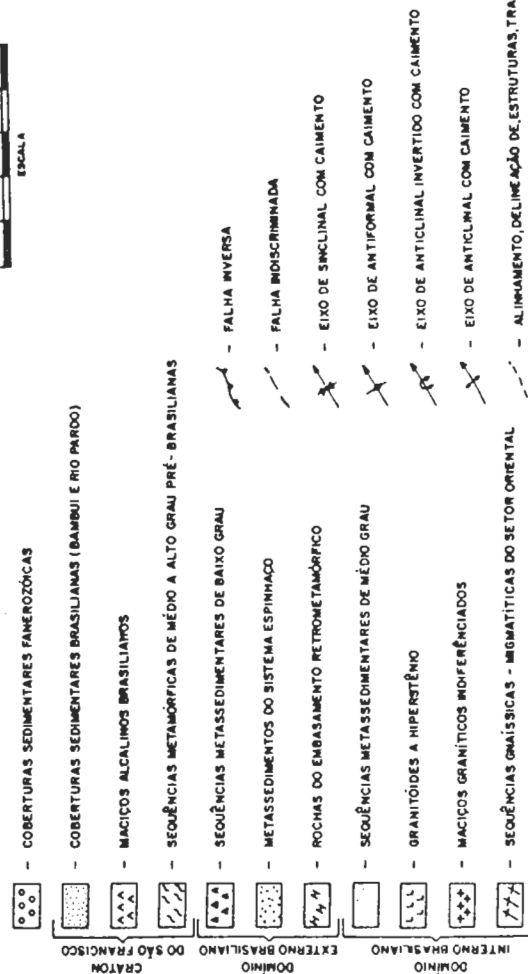 ESCALA
CRATON
DO SÃO FRANCISCO
- COBERTURAS SEDIMENTARES FANEROZÓICAS
- COBERTURAS SEDIMENTARES BRASILIANAS (BAMBUI E RIO PARDO)
- MACIÇOS ALCALINOS BRASILIANOS
- SEQUÊNCIAS METAMÓRFICAS DE MÉDIO A ALTO GRAU PRÉ-BRASILIANAS
DOMÍNIO
EXTERNO BRASILIANO
- SEQUÊNCIAS METASSEDIMENTARES DE BAIXO GRAU
- METASSEDIMENTOS DO SISTEMA ESPINHAÇO
- ROCHAS DO EMBASAMENTO RETROMETAMÓRFICO
DOMÍNIO
INTERNO BRASILIANO
- SEQUÊNCIAS METASSEDIMENTARES DE MÉDIO GRAU
- GRANITÓIDES A HIPERSTÊNIO
- MACIÇOS GRANÍTICOS INDIFERÊNCIADOS
- SEQUÊNCIAS GNAÍSSICAS - MIGMATÍTICAS DO SETOR ORIENTAL
- FALHA INVERSA
- FALHA INDISCRIMINADA
- EIXO DE SINCLINAL COM CAIMENTO
- EIXO DE ANTIFORMAL COM CAIMENTO
- EIXO DE ANTICLINAL INVERTIDO COM CAIMENTO
- EIXO DE ANTICLINAL COM CAIMENTO
- ALINHAMENTO, DELINEAÇÃO DE, ESTRUTURAS, TRA